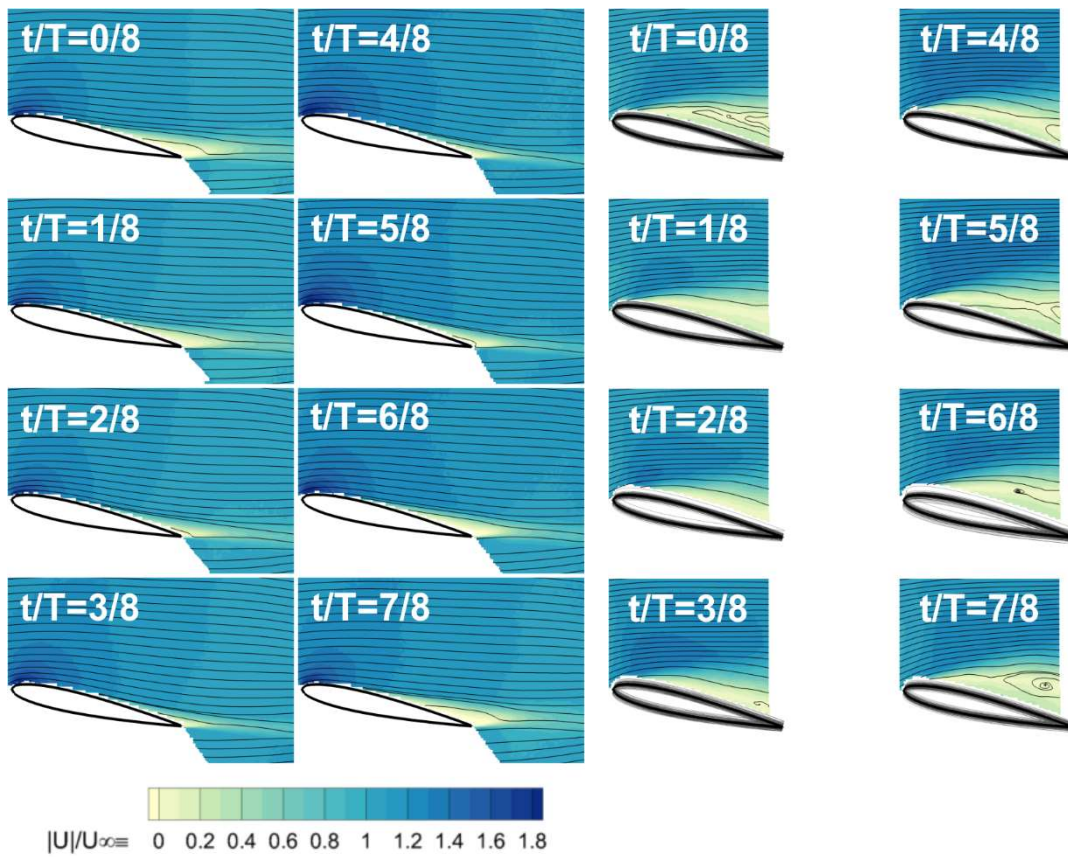 t/T=0/8 t/T=4/8 t/T=0/8 t/T=4/8
t/T=1/8 t/T=5/8 t/T=1/8 t/T=5/8
t/T=2/8 t/T=6/8 t/T=2/8 t/T=6/8
t/T=3/8 t/T=7/8 t/T=3/8 t/T=7/8
|U|/U∞≡ 0 0.2 0.4 0.6 0.8 1 1.2 1.4 1.6 1.8